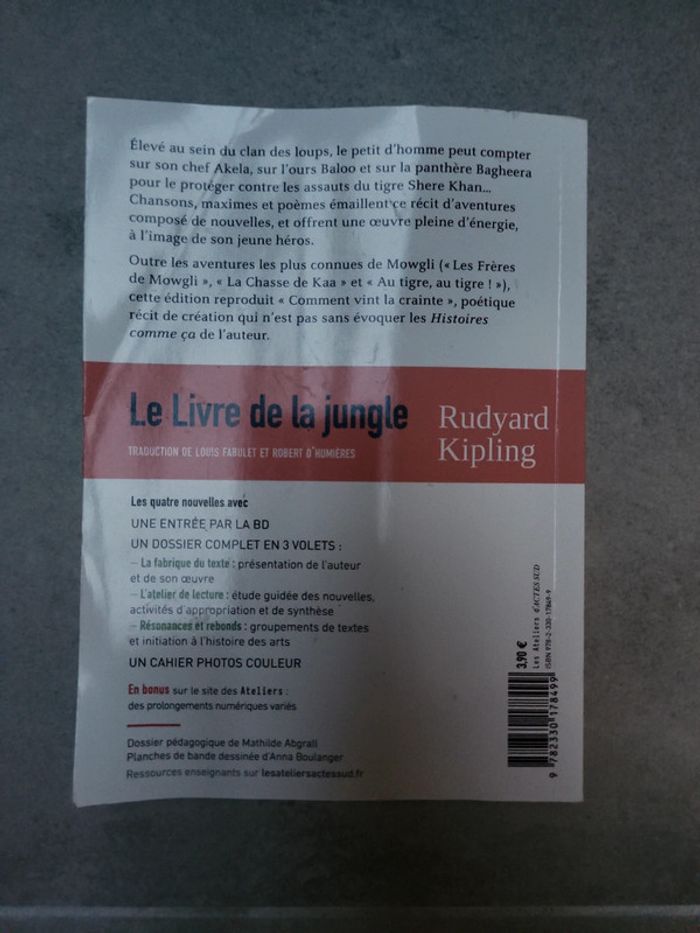 Élevé au sein du clan des loups, le petit d'homme peut compter
sur son chef Akela, sur l'ours Baloo et sur la panthère Bagheera
pour le protéger contre les assauts du tigre Shere Khan...
Chansons, maximes et poèmes émaillent ce récit d'aventures
composé de nouvelles, et offrent une œuvre pleine d'énergie,
à l'image de son jeune héros.
Outre les aventures les plus connues de Mowgli (« Les Frères
de Mowgli », « La Chasse de Kaa » et « Au tigre, au tigre ! »),
cette édition reproduit « Comment vint la crainte », poétique
récit de création qui n'est pas sans évoquer les Histoires
comme ça de l'auteur.
Le Livre de la jungle
TRADUCTION DE LOUIS FABULET ET ROBERT D'HUMIÈRES
Rudyard
Kipling
Les quatre nouvelles avec
UNE ENTRÉE PAR LA BD
UN DOSSIER COMPLET EN 3 VOLETS :
– La fabrique du texte : présentation de l'auteur
et de son œuvre
– L'atelier de lecture : étude guidée des nouvelles,
activités d'appropriation et de synthèse
– Résonances et rebonds : groupements de textes
et initiation à l'histoire des arts
UN CAHIER PHOTOS COULEUR
En bonus sur le site des Ateliers :
des prolongements numériques variés
Dossier pédagogique de Mathilde Abgrall
Planches de bande dessinée d'Anna Boulanger
Ressources enseignants sur lesateliersactessud.fr
3,90 €
Les Ateliers d'ACTES SUD
ISBN 978-2-330-17849-9
9 782330 178499